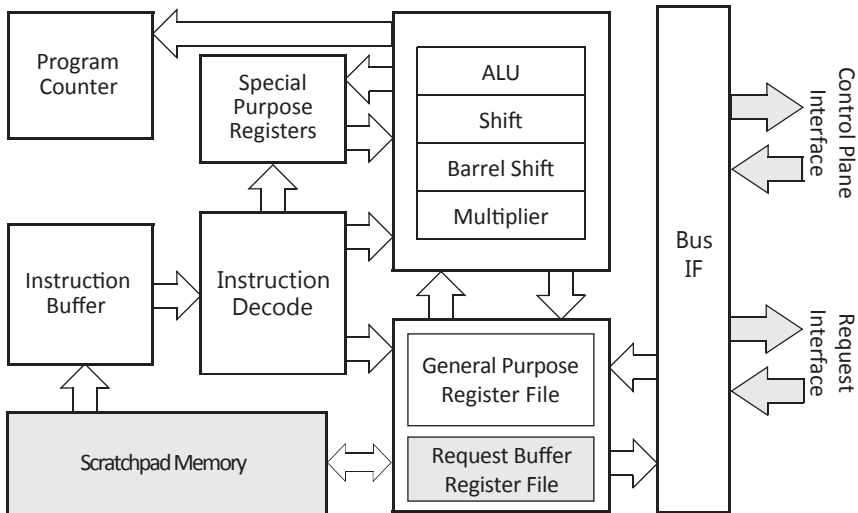 Program
Counter
Special
Purpose
Registers
ALU
Shift
Barrel Shift
Multiplier
Control Plane
Interface
Instruction
Buffer
Instruction
Decode
Bus
IF
General Purpose
Register File
Request
Interface
Scratchpad Memory
Request Buffer
Register File